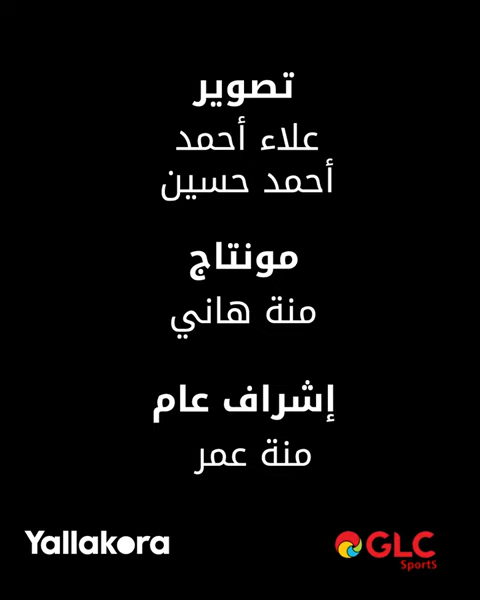 تصوير
علاء أحمد
أحمد حسين
مونتاج
منة هاني
إشراف عام
منة عمر
Yallakora
GLC
Sports